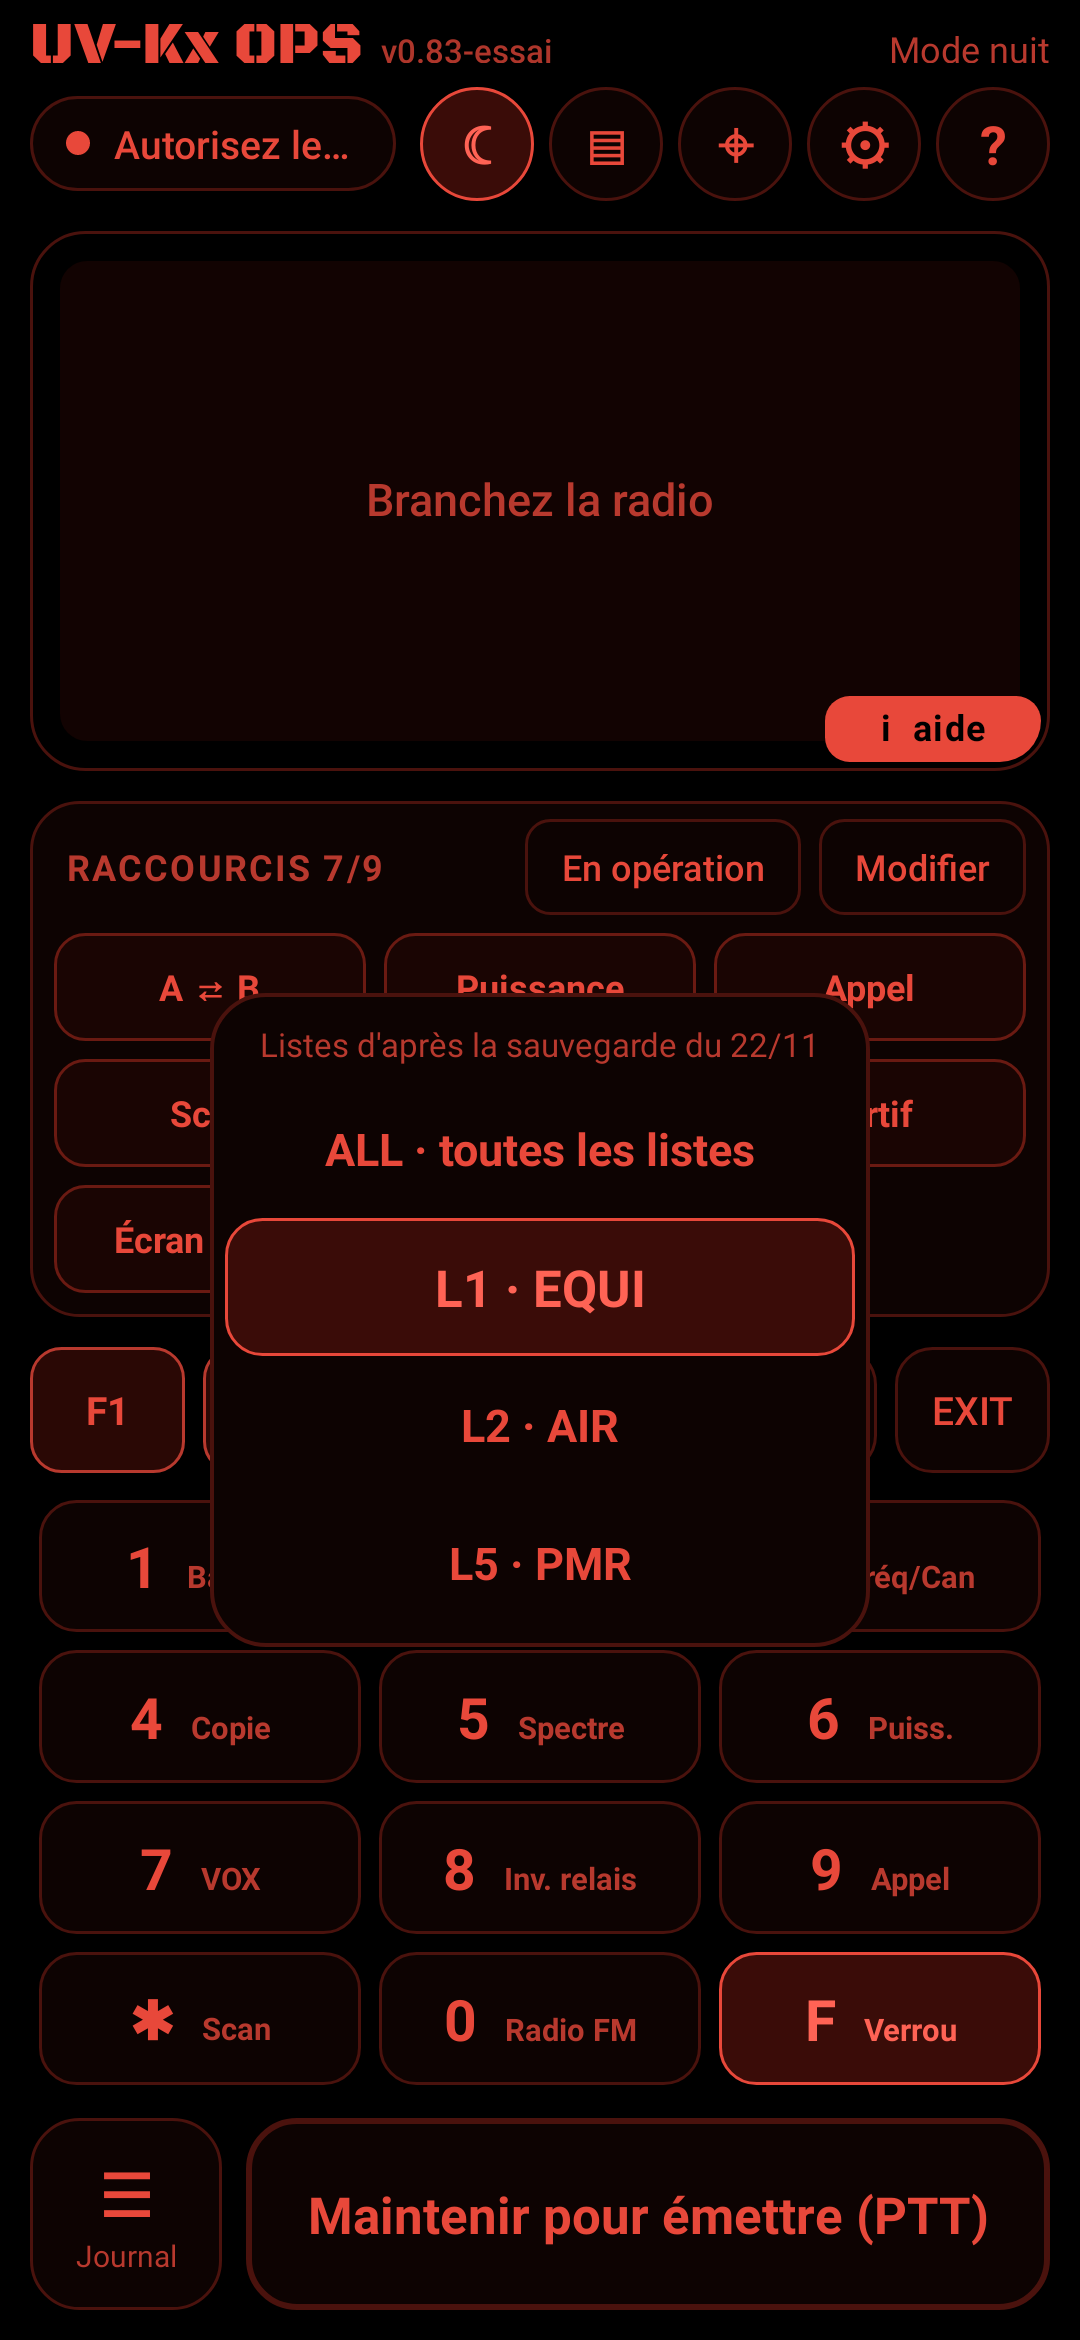 UV-Kx OPS v0.83-essai Mode nuit
Autorisez le... ?
Branchez la radio
i aide
RACCOURCIS 7/9 En opération Modifier
A ⇄ B Puissance Appel
Listes d'après la sauvegarde du 22/11
ALL · toutes les listes
Écran
L1 · EQUI
F1 EXIT
L2 · AIR
L5 · PMR
1 réq/Can
4 Copie 5 Spectre 6 Puiss.
7 VOX 8 Inv. relais 9 Appel
✱ Scan 0 Radio FM F Verrou
Journal Maintenir pour émettre (PTT)